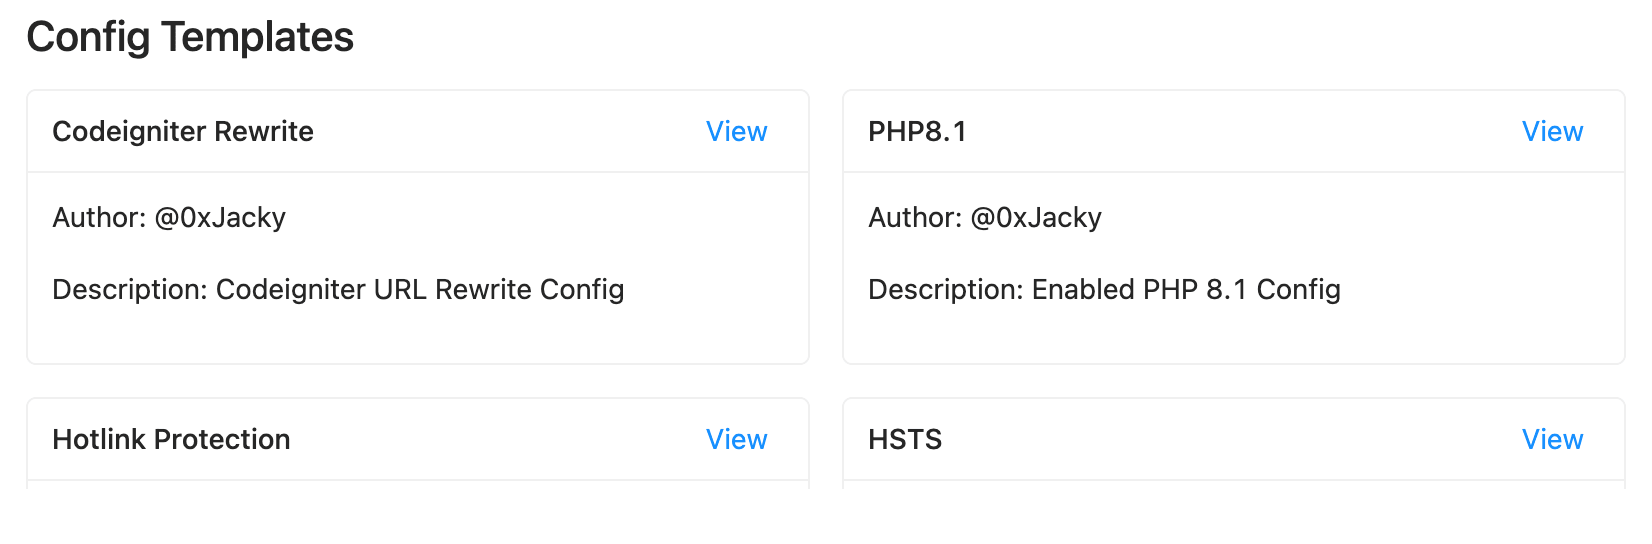 Config Templates
Codeigniter Rewrite View
Author: @0xJacky
Description: Codeigniter URL Rewrite Config
PHP8.1 View
Author: @0xJacky
Description: Enabled PHP 8.1 Config
Hotlink Protection View
HSTS View